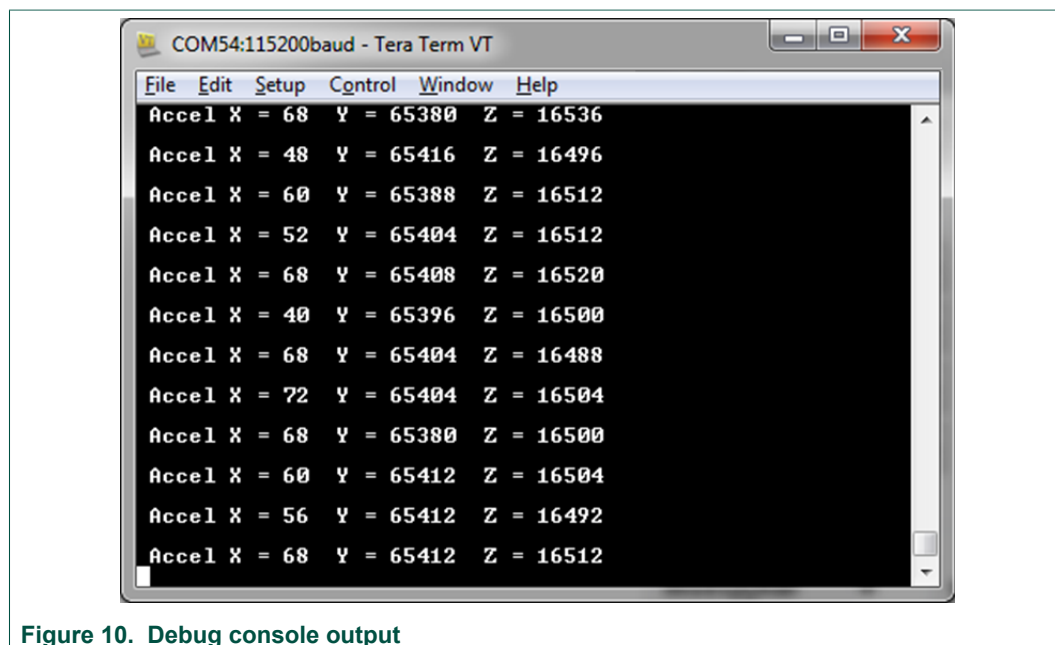 COM54:115200baud - Tera Term VT
File Edit Setup Control Window Help
Accel X = 68 Y = 65380 Z = 16536
Accel X = 48 Y = 65416 Z = 16496
Accel X = 60 Y = 65388 Z = 16512
Accel X = 52 Y = 65404 Z = 16512
Accel X = 68 Y = 65408 Z = 16520
Accel X = 40 Y = 65396 Z = 16500
Accel X = 68 Y = 65404 Z = 16488
Accel X = 72 Y = 65404 Z = 16504
Accel X = 68 Y = 65380 Z = 16500
Accel X = 60 Y = 65412 Z = 16504
Accel X = 56 Y = 65412 Z = 16492
Accel X = 68 Y = 65412 Z = 16512
Figure 10. Debug console output